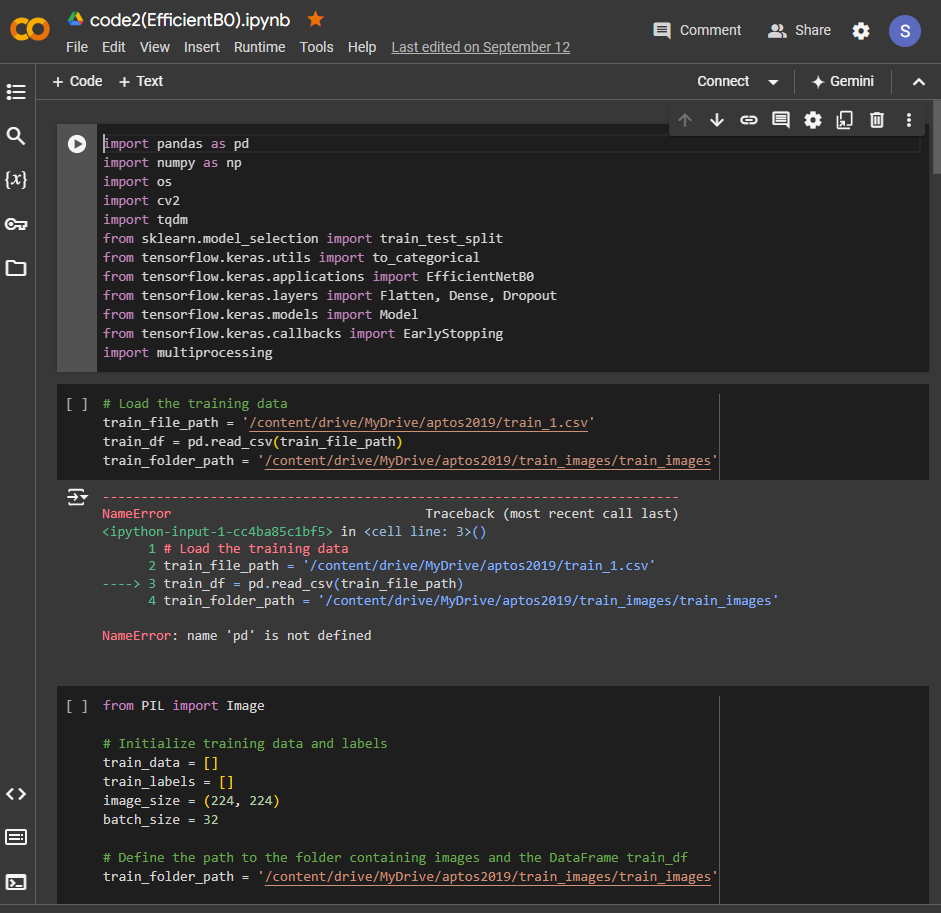 code2(EfficientB0).ipynb
File Edit View Insert Runtime Tools Help Last edited on September 12
Comment Share S
+ Code + Text
Connect Gemini
import pandas as pd
import numpy as np
import os
import cv2
import tqdm
from sklearn.model_selection import train_test_split
from tensorflow.keras.utils import to_categorical
from tensorflow.keras.applications import EfficientNetB0
from tensorflow.keras.layers import Flatten, Dense, Dropout
from tensorflow.keras.models import Model
from tensorflow.keras.callbacks import EarlyStopping
import multiprocessing
[ ] # Load the training data
train_file_path = '/content/drive/MyDrive/aptos2019/train_1.csv'
train_df = pd.read_csv(train_file_path)
train_folder_path = '/content/drive/MyDrive/aptos2019/train_images/train_images'
---------------------------------------------------------------------------
NameError Traceback (most recent call last)
<ipython-input-1-cc4ba85c1bf5> in <cell line: 3>()
1 # Load the training data
2 train_file_path = '/content/drive/MyDrive/aptos2019/train_1.csv'
----> 3 train_df = pd.read_csv(train_file_path)
4 train_folder_path = '/content/drive/MyDrive/aptos2019/train_images/train_images'
NameError: name 'pd' is not defined
[ ] from PIL import Image
# Initialize training data and labels
train_data = []
train_labels = []
image_size = (224, 224)
batch_size = 32
# Define the path to the folder containing images and the DataFrame train_df
train_folder_path = '/content/drive/MyDrive/aptos2019/train_images/train_images'